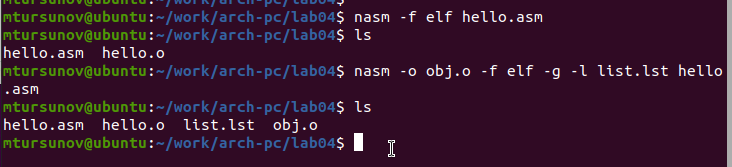 mtursunov@ubuntu:~/work/arch-pc/lab04$ nasm -f elf hello.asm
mtursunov@ubuntu:~/work/arch-pc/lab04$ ls
hello.asm  hello.o
mtursunov@ubuntu:~/work/arch-pc/lab04$ nasm -o obj.o -f elf -g -l list.lst hello
.asm
mtursunov@ubuntu:~/work/arch-pc/lab04$ ls
hello.asm  hello.o  list.lst  obj.o
mtursunov@ubuntu:~/work/arch-pc/lab04$